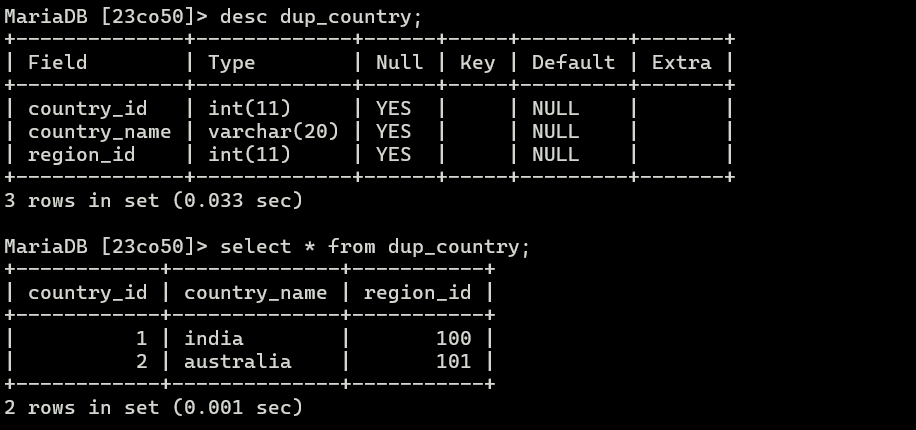 MariaDB [23co50]> desc dup_country;
+--------------+-------------+------+-----+---------+-------+
| Field        | Type        | Null | Key | Default | Extra |
+--------------+-------------+------+-----+---------+-------+
| country_id   | int(11)     | YES  |     | NULL    |       |
| country_name | varchar(20) | YES  |     | NULL    |       |
| region_id    | int(11)     | YES  |     | NULL    |       |
+--------------+-------------+------+-----+---------+-------+
3 rows in set (0.033 sec)
MariaDB [23co50]> select * from dup_country;
+------------+--------------+-----------+
| country_id | country_name | region_id |
+------------+--------------+-----------+
|          1 | india        |       100 |
|          2 | australia    |       101 |
+------------+--------------+-----------+
2 rows in set (0.001 sec)